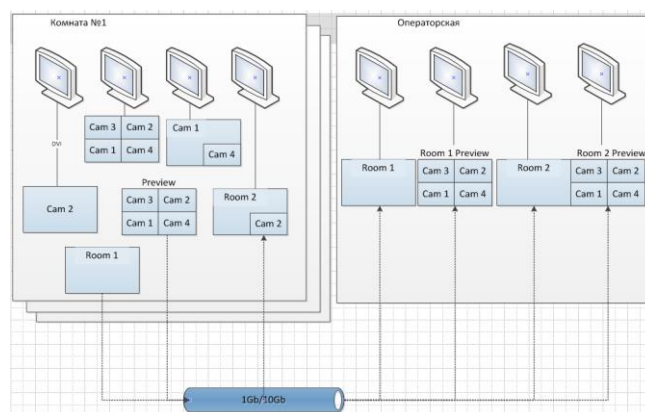 Комната №1
Операторская
DVI
Cam 3
Cam 2
Cam 1
Cam 4
Cam 1
Cam 4
Cam 2
Preview
Cam 3
Cam 2
Cam 1
Cam 4
Room 2
Cam 2
Room 1
Room 1
Room 1 Preview
Cam 3
Cam 2
Cam 1
Cam 4
Room 2
Room 2 Preview
Cam 3
Cam 2
Cam 1
Cam 4
1Gb/10Gb